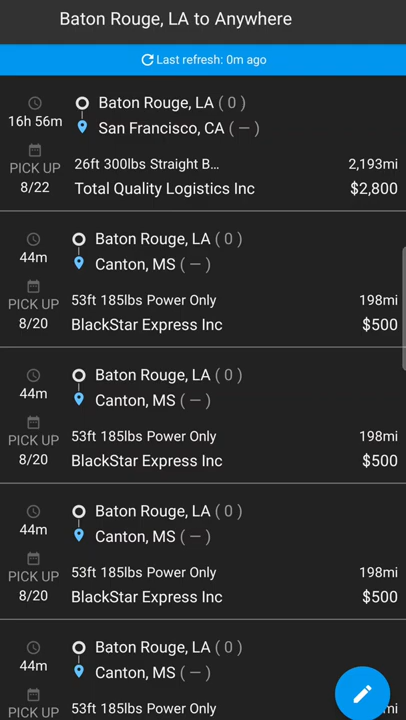 Baton Rouge, LA to Anywhere
Last refresh: 0m ago
Baton Rouge, LA ( 0 )
16h 56m
San Francisco, CA ( — )
PICK UP
26ft 300lbs Straight B... 2,193mi
8/22
Total Quality Logistics Inc $2,800
Baton Rouge, LA ( 0 )
44m
Canton, MS ( — )
PICK UP
53ft 185lbs Power Only 198mi
8/20
BlackStar Express Inc $500
Baton Rouge, LA ( 0 )
44m
Canton, MS ( — )
PICK UP
53ft 185lbs Power Only 198mi
8/20
BlackStar Express Inc $500
Baton Rouge, LA ( 0 )
44m
Canton, MS ( — )
PICK UP
53ft 185lbs Power Only 198mi
8/20
BlackStar Express Inc $500
Baton Rouge, LA ( 0 )
44m
Canton, MS ( — )
PICK UP
53ft 185lbs Power Only mi